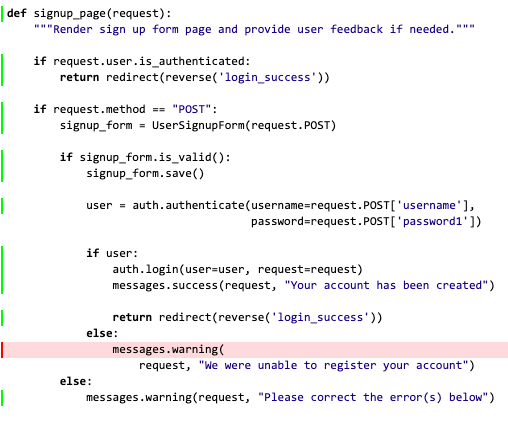 def signup_page(request):
    """Render sign up form page and provide user feedback if needed."""

    if request.user.is_authenticated:
        return redirect(reverse('login_success'))

    if request.method == "POST":
        signup_form = UserSignupForm(request.POST)

        if signup_form.is_valid():
            signup_form.save()

            user = auth.authenticate(username=request.POST['username'],
                                     password=request.POST['password1'])

            if user:
                auth.login(user=user, request=request)
                messages.success(request, "Your account has been created")

                return redirect(reverse('login_success'))
            else:
                messages.warning(
                    request, "We were unable to register your account")
        else:
            messages.warning(request, "Please correct the error(s) below")